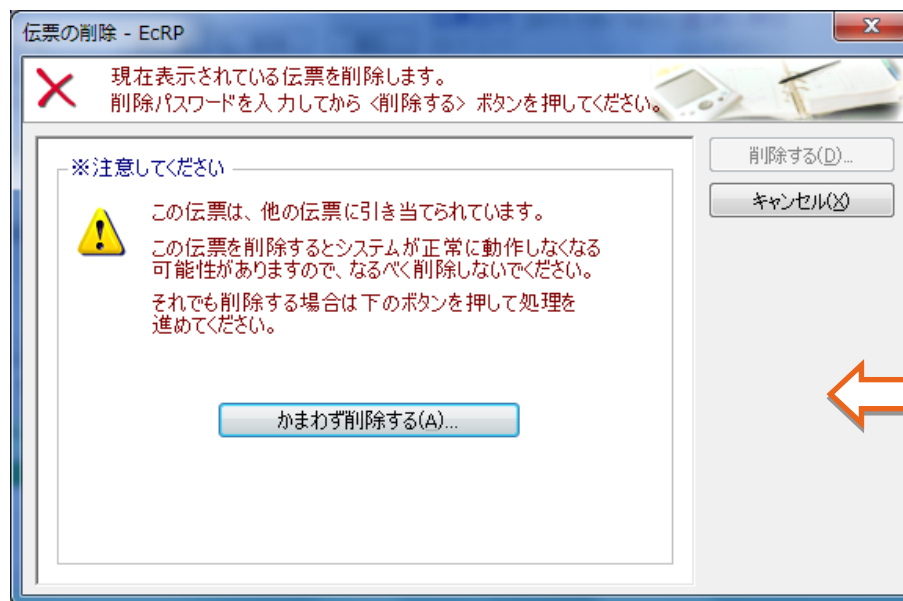 伝票の削除 - EcRP
現在表示されている伝票を削除します。
削除パスワードを入力してから〈削除する〉ボタンを押してください。
※注意してください
この伝票は、他の伝票に引き当てられています。
この伝票を削除するとシステムが正常に動作しなくなる
可能性がありますので、なるべく削除しないでください。
それでも削除する場合は下のボタンを押して処理を
進めてください。
かまわず削除する(A)...
削除する(D)...
キャンセル(X)